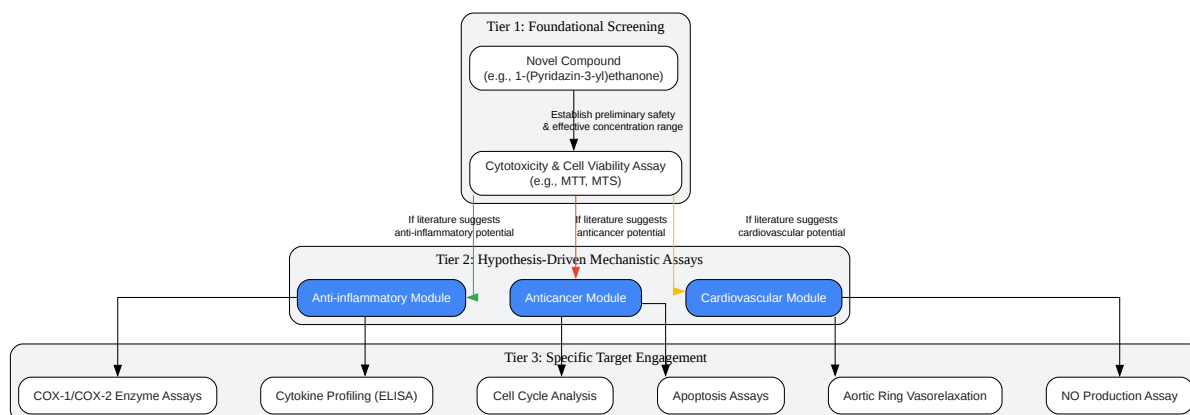 Tier 1: Foundational Screening
Novel Compound
(e.g., 1-(Pyridazin-3-yl)ethanone)
Establish preliminary safety
& effective concentration range
Cytotoxicity & Cell Viability Assay
(e.g., MTT, MTS)
If literature suggests
anti-inflammatory potential
If literature suggests
anticancer potential
If literature suggests
cardiovascular potential
Tier 2: Hypothesis-Driven Mechanistic Assays
Anti-inflammatory Module
Anticancer Module
Cardiovascular Module
Tier 3: Specific Target Engagement
COX-1/COX-2 Enzyme Assays
Cytokine Profiling (ELISA)
Cell Cycle Analysis
Apoptosis Assays
Aortic Ring Vasorelaxation
NO Production Assay